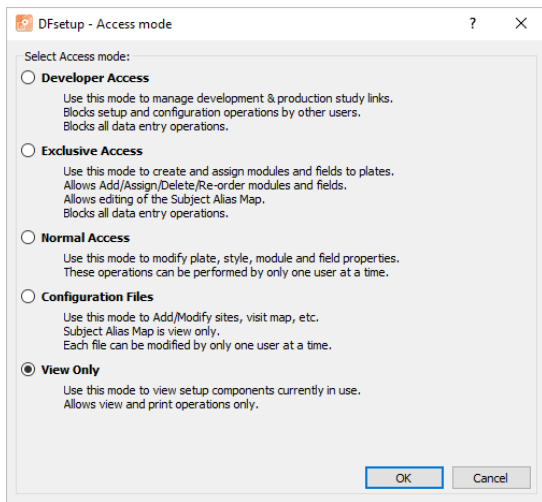 DFsetup - Access mode
Select Access mode:
Developer Access
Use this mode to manage development & production study links.
Blocks setup and configuration operations by other users.
Blocks all data entry operations.
Exclusive Access
Use this mode to create and assign modules and fields to plates.
Allows Add/Assign/Delete/Re-order modules and fields.
Allows editing of the Subject Alias Map.
Blocks all data entry operations.
Normal Access
Use this mode to modify plate, style, module and field properties.
These operations can be performed by only one user at a time.
Configuration Files
Use this mode to Add/Modify sites, visit map, etc.
Subject Alias Map is view only.
Each file can be modified by only one user at a time.
View Only
Use this mode to view setup components currently in use.
Allows view and print operations only.
OK Cancel